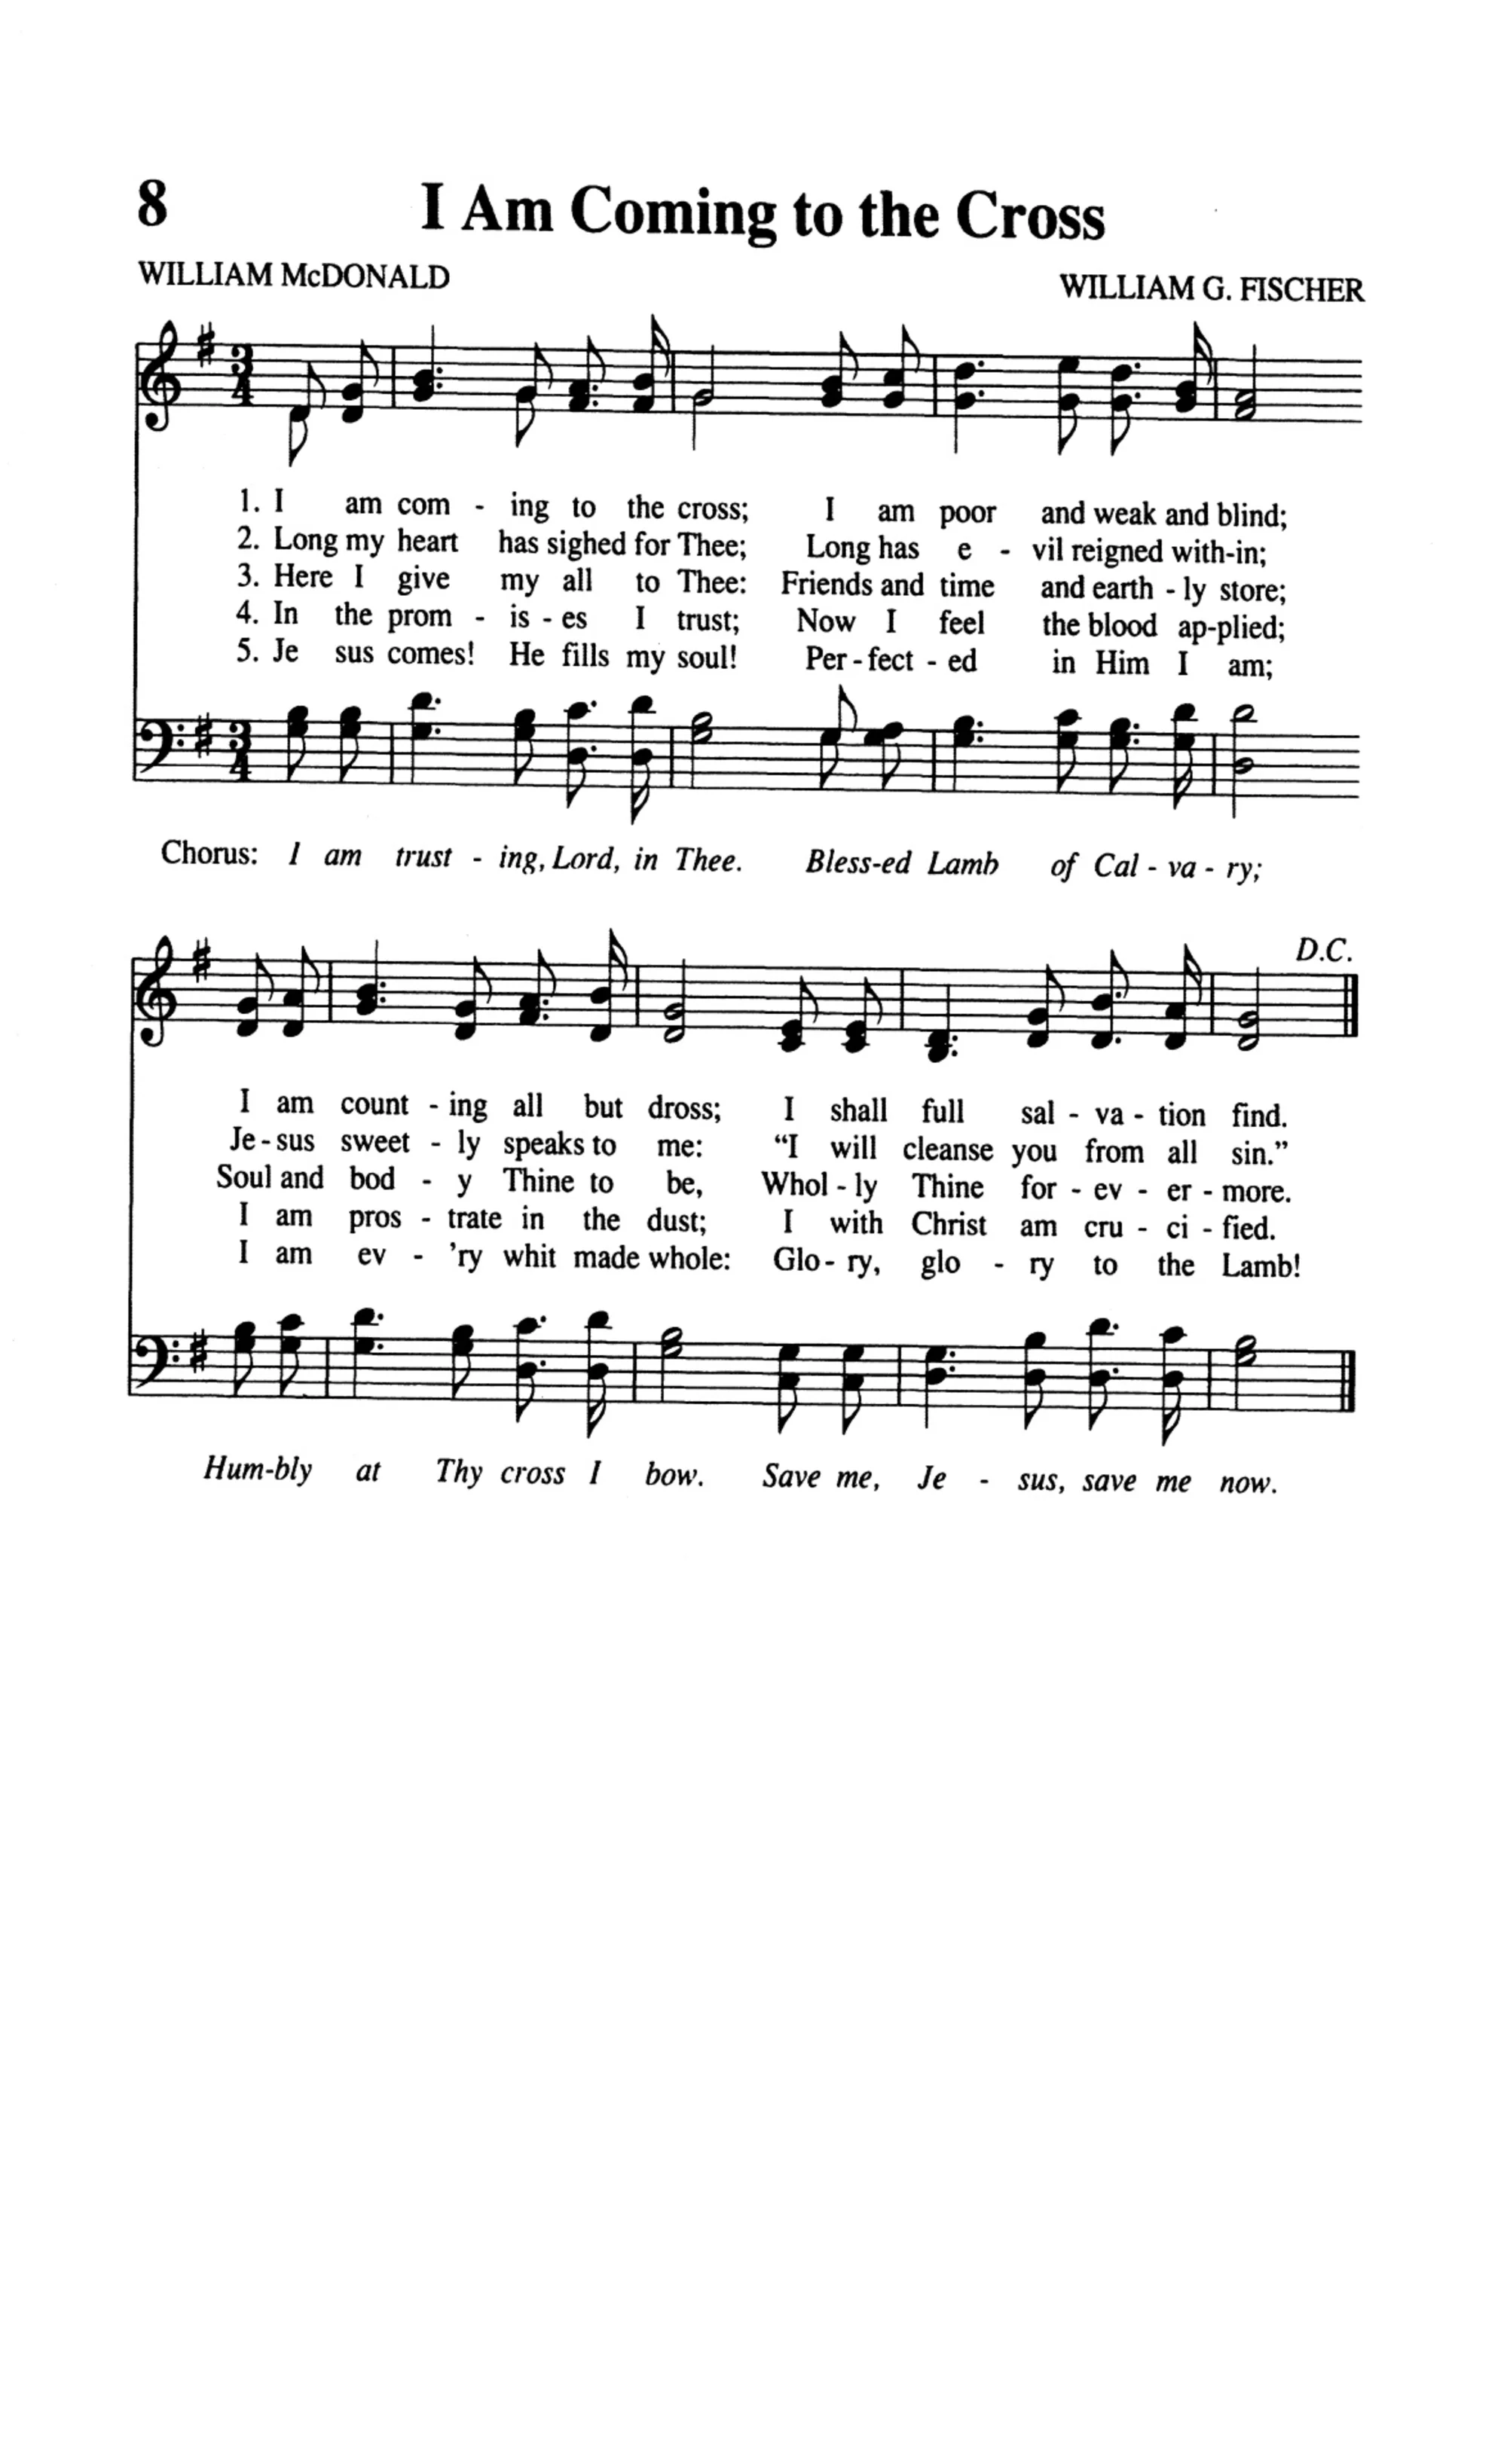 8
I Am Coming to the Cross
WILLIAM McDONALD
WILLIAM G. FISCHER
3
4
1. I am com - ing to the cross; I am poor and weak and blind;
2. Long my heart has sighed for Thee; Long has e - vil reigned with-in;
3. Here I give my all to Thee: Friends and time and earth - ly store;
4. In the prom - is - es I trust; Now I feel the blood ap-plied;
5. Je sus comes! He fills my soul! Per - fect - ed in Him I am;
3
4
Chorus: I am trust - ing, Lord, in Thee. Bless-ed Lamb of Cal - va - ry;
D.C.
I am count - ing all but dross; I shall full sal - va - tion find.
Je - sus sweet - ly speaks to me: “I will cleanse you from all sin.”
Soul and bod - y Thine to be, Whol - ly Thine for - ev - er - more.
I am pros - trate in the dust; I with Christ am cru - ci - fied.
I am ev - ’ry whit made whole: Glo - ry, glo - ry to the Lamb!
Hum-bly at Thy cross I bow. Save me, Je - sus, save me now.